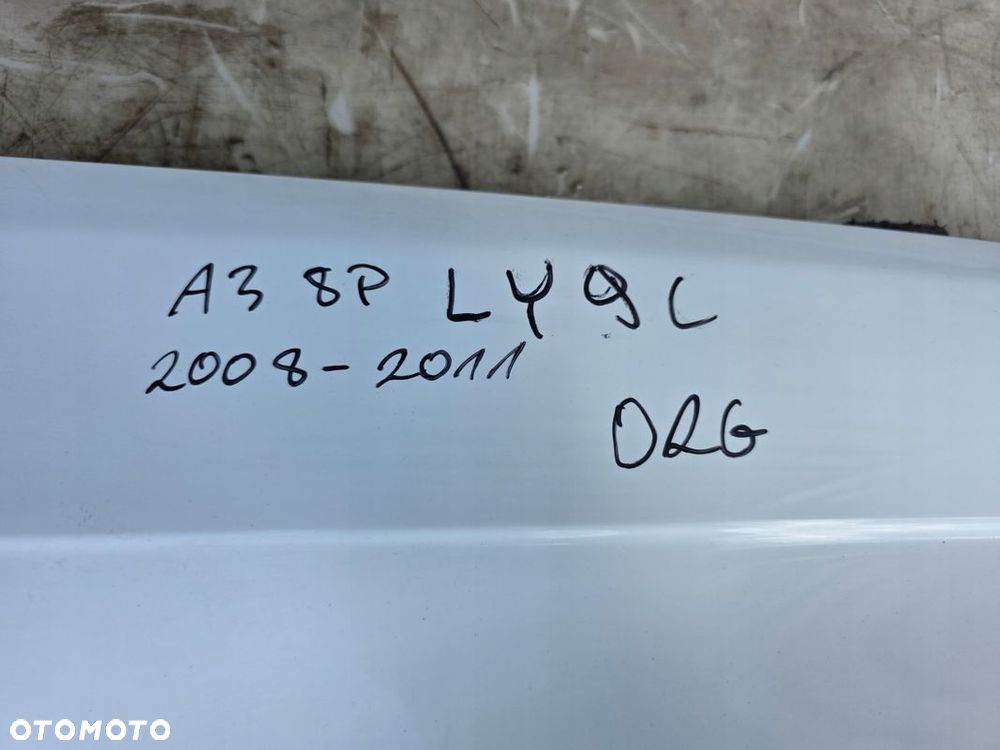 A3 8P LY9C
2008-2011
ORG
OTOMOTO